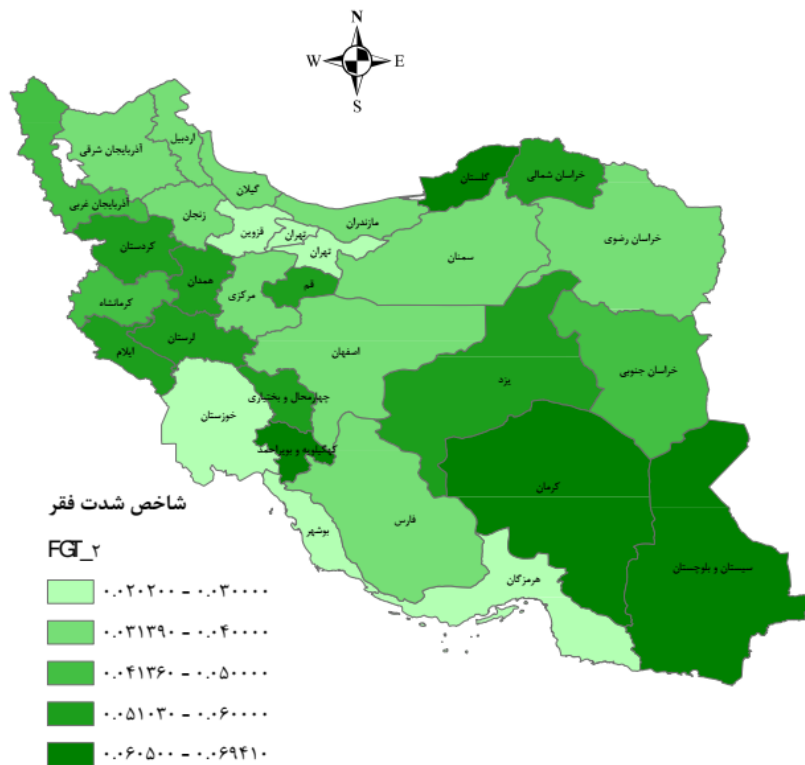 N
W E
S
اردبیل
آذربایجان شرقی
گیلان
آذربایجان غربی
زنجان
گلستان
خراسان شمالی
مازندران
قزوین
تهران
تهران
کردستان
خراسان رضوی
سمنان
همدان
قم
مرکزی
کرمانشاه
لرستان
ایلام
اصفهان
خراسان جنوبی
یزد
چهارمحال و بختیاری
خوزستان
کهگیلویه و بویراحمد
کرمان
فارس
بوشهر
سیستان و بلوچستان
هرمزگان
شاخص شدت فقر
FGT_۲
۰.۰۲۰۲۰۰ - ۰.۰۳۰۰۰۰
۰.۰۳۱۳۹۰ - ۰.۰۴۰۰۰۰
۰.۰۴۱۳۶۰ - ۰.۰۵۰۰۰۰
۰.۰۵۱۰۳۰ - ۰.۰۶۰۰۰۰
۰.۰۶۰۵۰۰ - ۰.۰۶۹۴۱۰